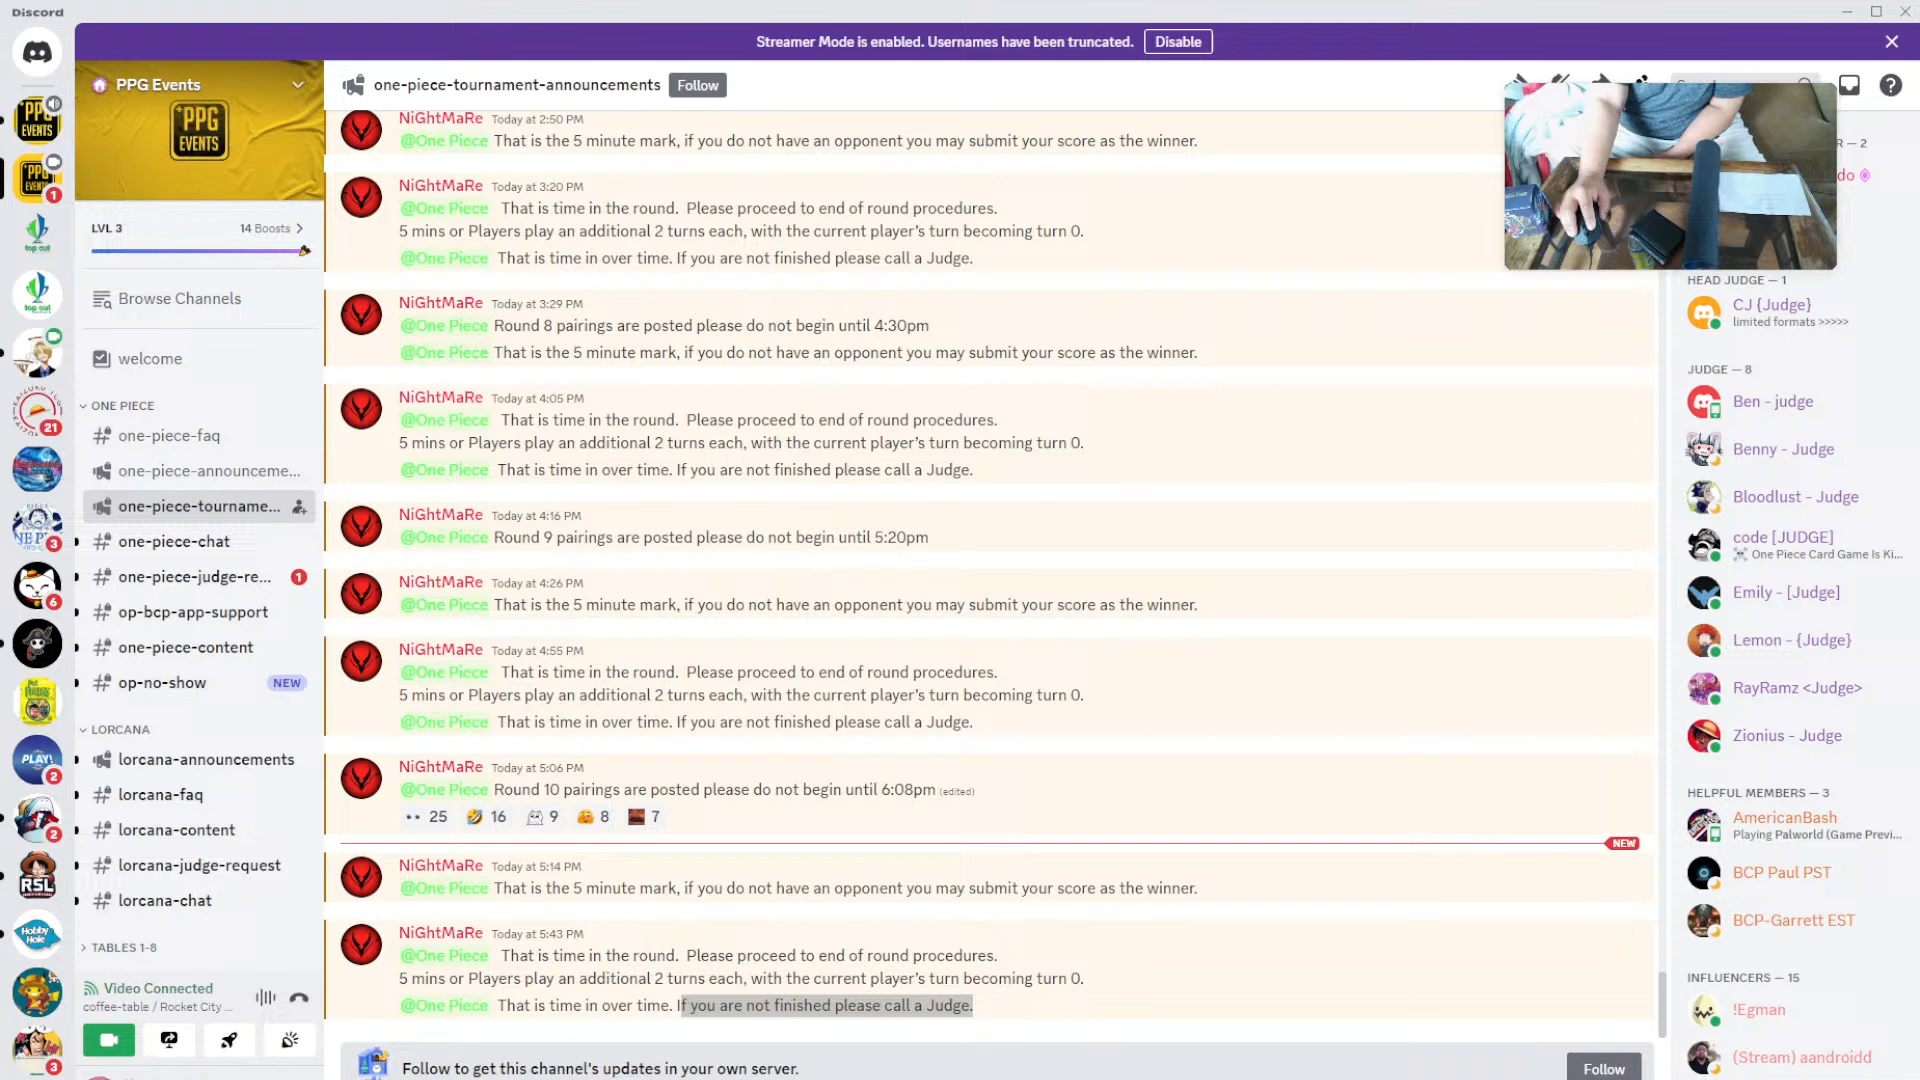 Discord
Streamer Mode is enabled. Usernames have been truncated.
Disable
PPG Events
PPG
EVENTS
LVL 3
14 Boosts
Browse Channels
welcome
ONE PIECE
one-piece-faq
one-piece-announceme...
one-piece-tourname...
one-piece-chat
one-piece-judge-re...
1
op-bcp-app-support
one-piece-content
op-no-show
NEW
LORCANA
lorcana-announcements
lorcana-faq
lorcana-content
lorcana-judge-request
lorcana-chat
TABLES 1-8
Video Connected
coffee-table / Rocket City ...
one-piece-tournament-announcements
Follow
NiGhtMaRe Today at 2:50 PM
@One Piece That is the 5 minute mark, if you do not have an opponent you may submit your score as the winner.
NiGhtMaRe Today at 3:20 PM
@One Piece That is time in the round. Please proceed to end of round procedures.
5 mins or Players play an additional 2 turns each, with the current player's turn becoming turn 0.
@One Piece That is time in over time. If you are not finished please call a Judge.
NiGhtMaRe Today at 3:29 PM
@One Piece Round 8 pairings are posted please do not begin until 4:30pm
@One Piece That is the 5 minute mark, if you do not have an opponent you may submit your score as the winner.
NiGhtMaRe Today at 4:05 PM
@One Piece That is time in the round. Please proceed to end of round procedures.
5 mins or Players play an additional 2 turns each, with the current player's turn becoming turn 0.
@One Piece That is time in over time. If you are not finished please call a Judge.
NiGhtMaRe Today at 4:16 PM
@One Piece Round 9 pairings are posted please do not begin until 5:20pm
NiGhtMaRe Today at 4:26 PM
@One Piece That is the 5 minute mark, if you do not have an opponent you may submit your score as the winner.
NiGhtMaRe Today at 4:55 PM
@One Piece That is time in the round. Please proceed to end of round procedures.
5 mins or Players play an additional 2 turns each, with the current player's turn becoming turn 0.
@One Piece That is time in over time. If you are not finished please call a Judge.
NiGhtMaRe Today at 5:06 PM
@One Piece Round 10 pairings are posted please do not begin until 6:08pm (edited)
25 16 9 8 7
NEW
NiGhtMaRe Today at 5:14 PM
@One Piece That is the 5 minute mark, if you do not have an opponent you may submit your score as the winner.
NiGhtMaRe Today at 5:43 PM
@One Piece That is time in the round. Please proceed to end of round procedures.
5 mins or Players play an additional 2 turns each, with the current player's turn becoming turn 0.
@One Piece That is time in over time. If you are not finished please call a Judge.
Follow to get this channel's updates in your own server.
Follow
R — 2
do
HEAD JUDGE — 1
CJ {Judge}
limited formats >>>>>
JUDGE — 8
Ben - judge
Benny - Judge
Bloodlust - Judge
code [JUDGE]
One Piece Card Game Is Ki...
Emily - [Judge]
Lemon - {Judge}
RayRamz <Judge>
Zionius - Judge
HELPFUL MEMBERS — 3
AmericanBash
Playing Palworld (Game Previ...
BCP Paul PST
BCP-Garrett EST
INFLUENCERS — 15
!Egman
(Stream) aandroidd